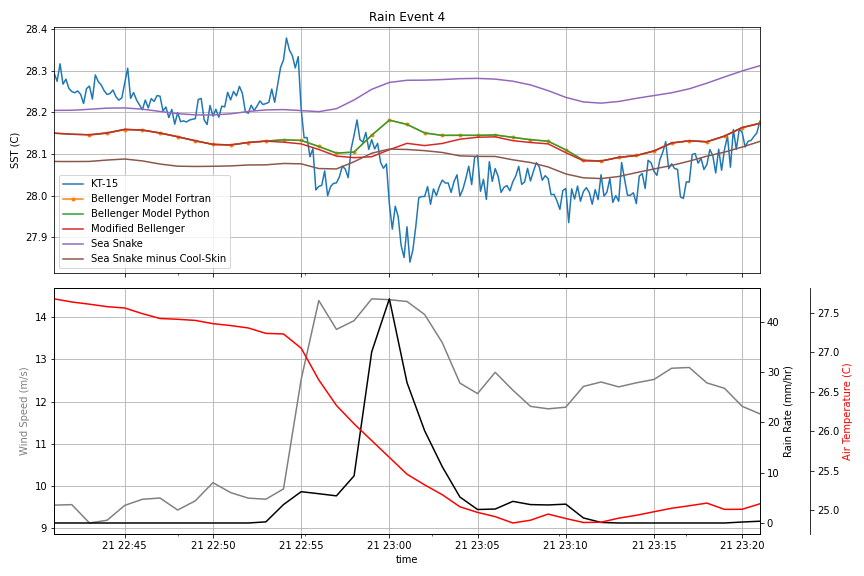 Rain Event 4
28.4
28.3
28.2
28.1
28.0
27.9
SST (C)
KT-15
Bellenger Model Fortran
Bellenger Model Python
Modified Bellenger
Sea Snake
Sea Snake minus Cool-Skin
14
13
12
11
10
9
Wind Speed (m/s)
40
30
20
10
0
Rain Rate (mm/hr)
27.5
27.0
26.5
26.0
25.5
25.0
Air Temperature (C)
21 22:45 21 22:50 21 22:55 21 23:00 21 23:05 21 23:10 21 23:15 21 23:20
time